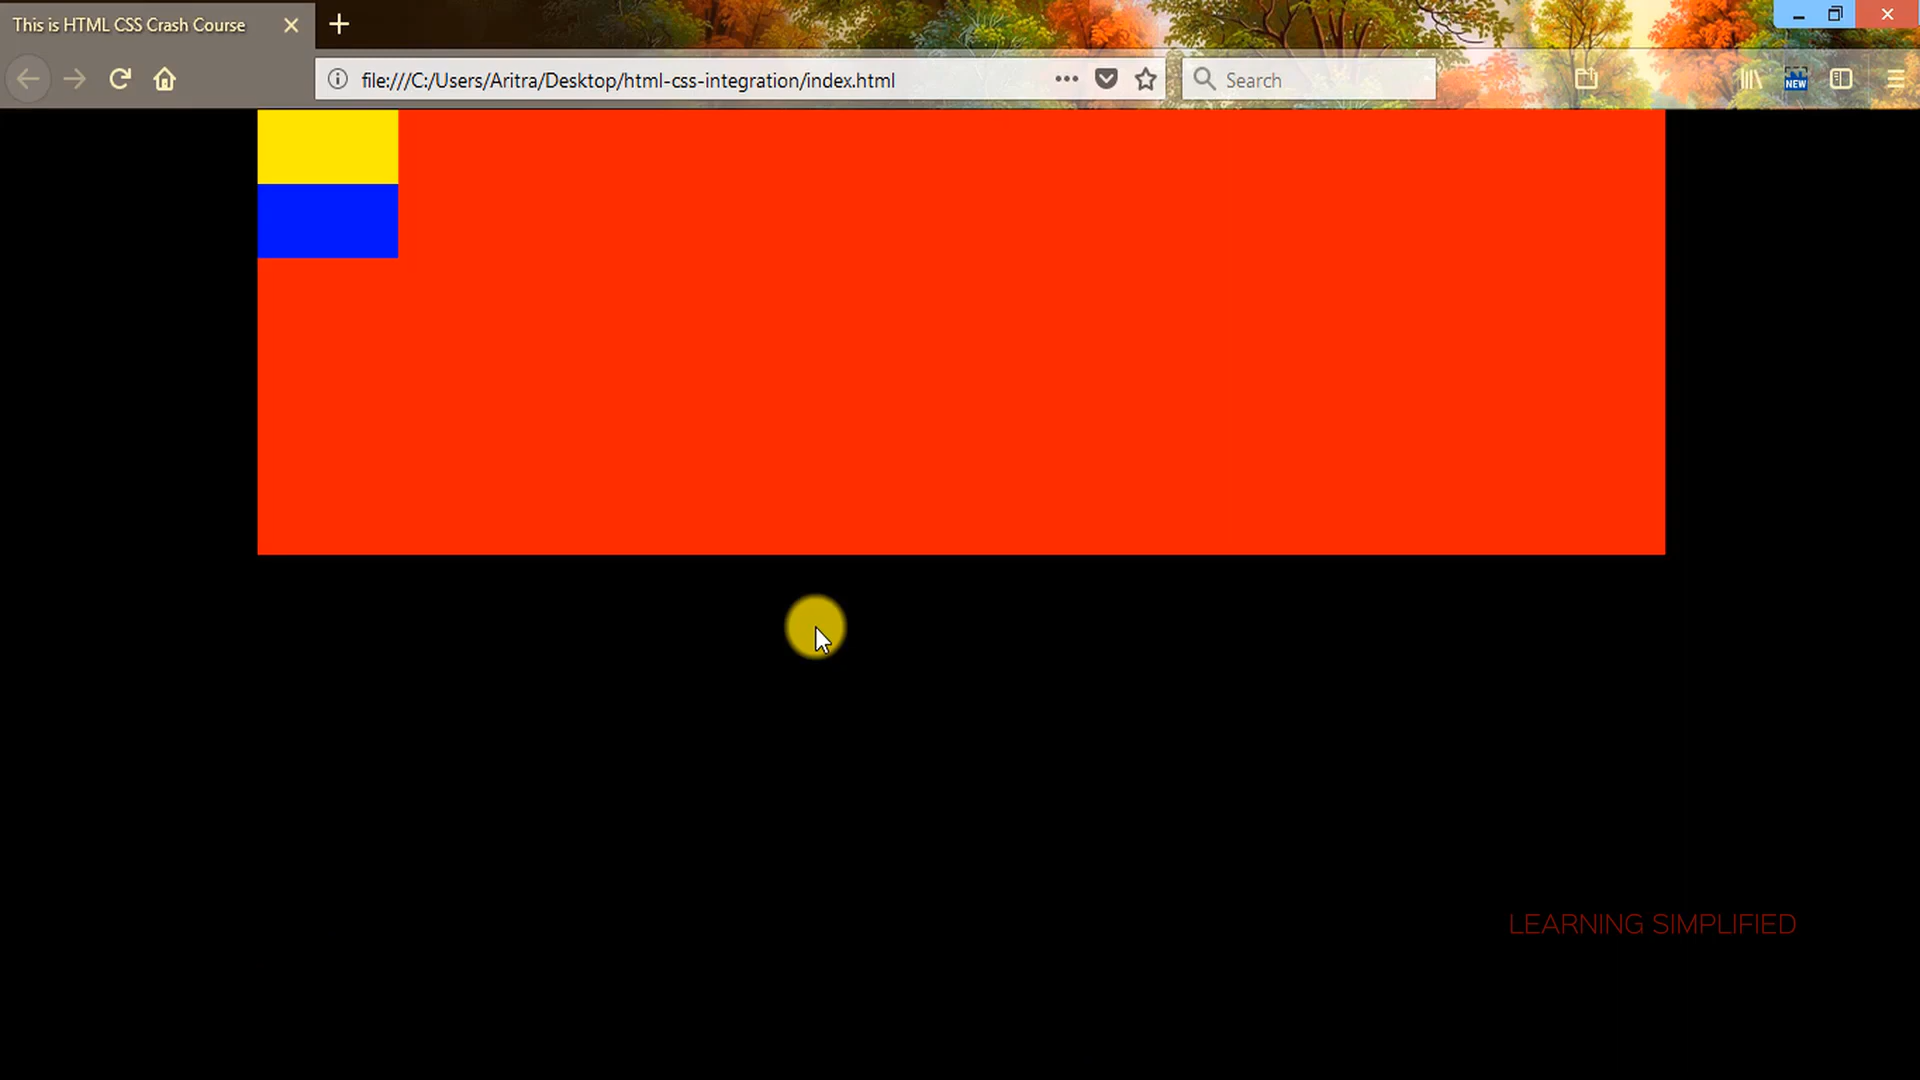 This is HTML CSS Crash Course
file:///C:/Users/Aritra/Desktop/html-css-integration/index.html
Search
NEW
LEARNING SIMPLIFIED